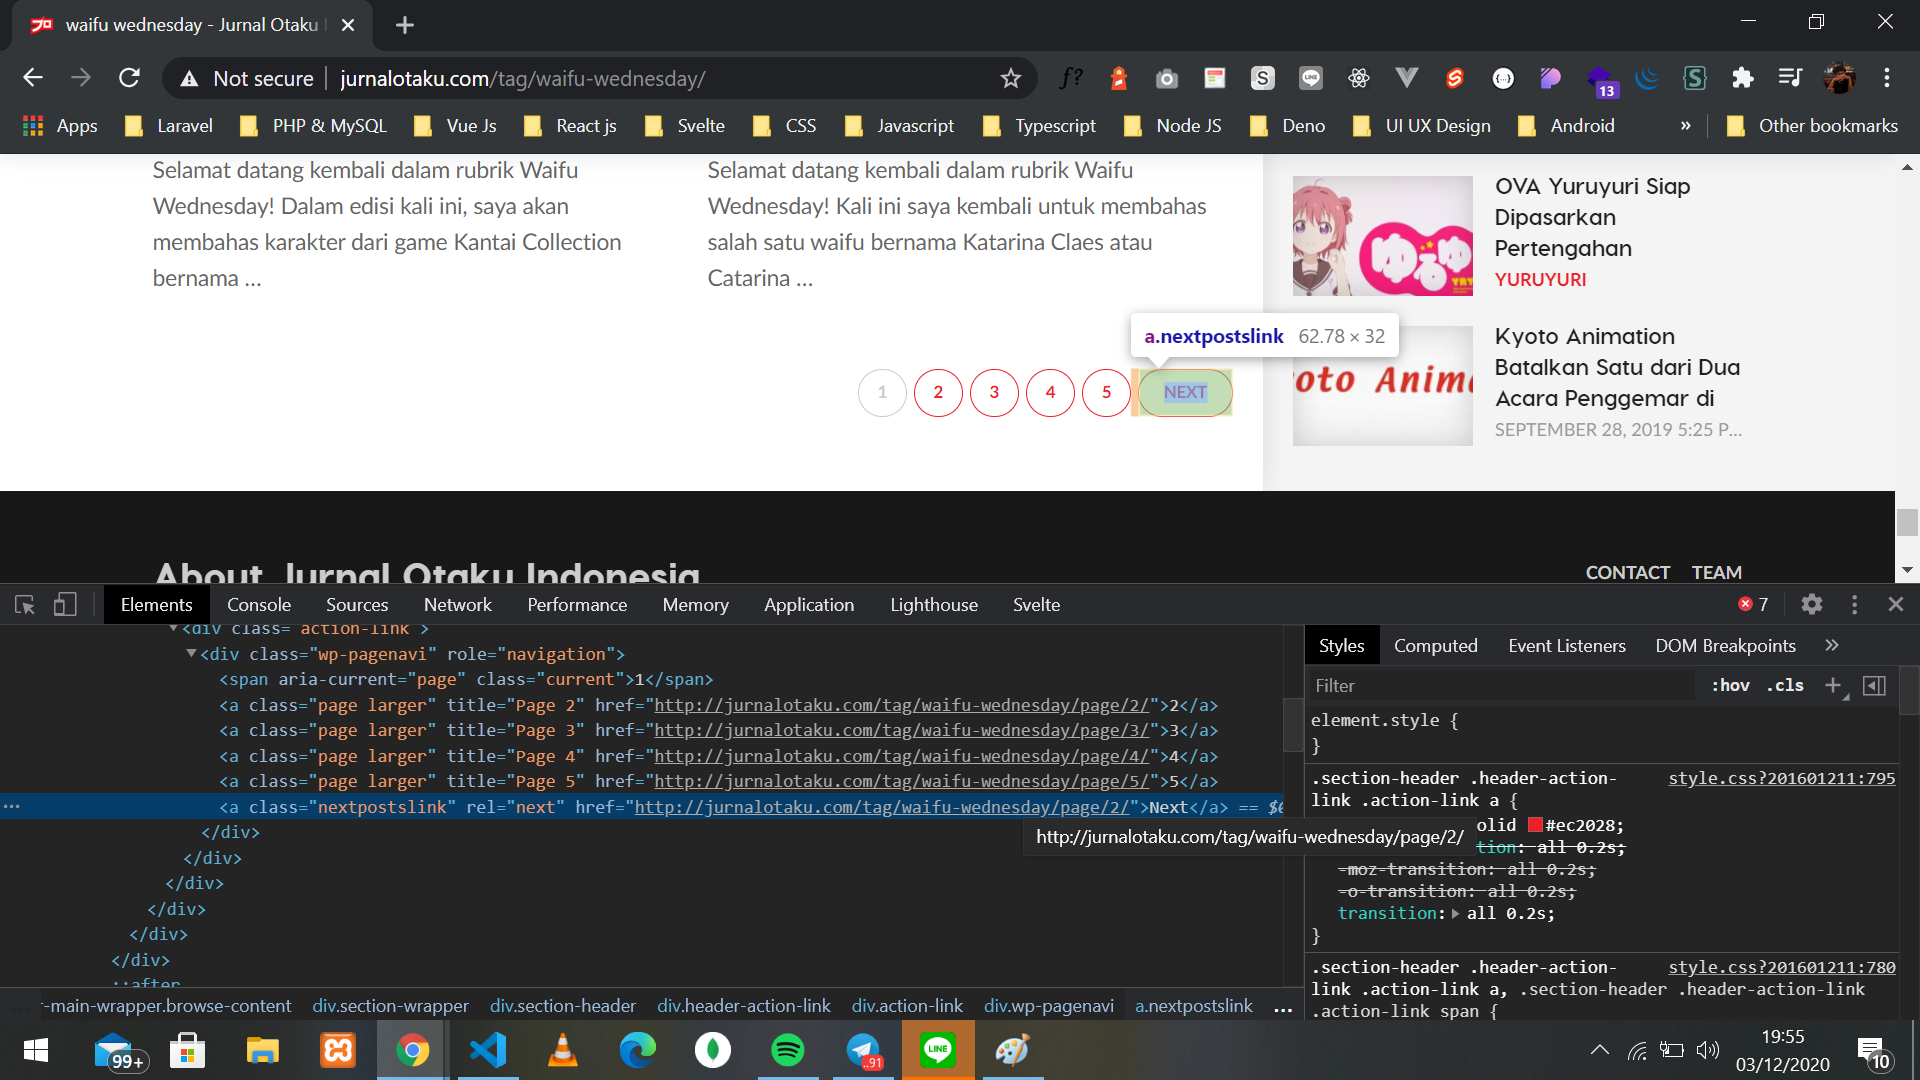 waifu wednesday - Jurnal Otaku
Not secure
jurnalotaku.com/tag/waifu-wednesday/
13
Apps
Laravel
PHP & MySQL
Vue Js
React js
Svelte
CSS
Javascript
Typescript
Node JS
Deno
UI UX Design
Android
»
Other bookmarks
Selamat datang kembali dalam rubrik Waifu
Wednesday! Dalam edisi kali ini, saya akan
membahas karakter dari game Kantai Collection
bernama ...
Selamat datang kembali dalam rubrik Waifu
Wednesday! Kali ini saya kembali untuk membahas
salah satu waifu bernama Katarina Claes atau
Catarina ...
OVA Yuruyuri Siap
Dipasarkan
Pertengahan
YURUYURI
a.nextpostslink 62.78 × 32
1
2
3
4
5
NEXT
Kyoto Animation
Batalkan Satu dari Dua
Acara Penggemar di
SEPTEMBER 28, 2019 5:25 P...
About Jurnal Otaku Indonesia
CONTACT TEAM
Elements Console Sources Network Performance Memory Application Lighthouse Svelte
7
<div class="action-link">
<div class="wp-pagenavi" role="navigation">
<span aria-current="page" class="current">1</span>
<a class="page larger" title="Page 2" href="http://jurnalotaku.com/tag/waifu-wednesday/page/2/">2</a>
<a class="page larger" title="Page 3" href="http://jurnalotaku.com/tag/waifu-wednesday/page/3/">3</a>
<a class="page larger" title="Page 4" href="http://jurnalotaku.com/tag/waifu-wednesday/page/4/">4</a>
<a class="page larger" title="Page 5" href="http://jurnalotaku.com/tag/waifu-wednesday/page/5/">5</a>
<a class="nextpostslink" rel="next" href="http://jurnalotaku.com/tag/waifu-wednesday/page/2/">Next</a> ==
http://jurnalotaku.com/tag/waifu-wednesday/page/2/
</div>
</div>
</div>
</div>
</div>
</div>
::after
r-main-wrapper.browse-content div.section-wrapper div.section-header div.header-action-link div.action-link div.wp-pagenavi a.nextpostslink ...
Styles Computed Event Listeners DOM Breakpoints »
Filter
:hov .cls
element.style {
}
.section-header .header-action-link .action-link a {
style.css?201601211:795
olid #ec2028;
tion: all 0.2s;
-moz-transition: all 0.2s;
-o-transition: all 0.2s;
transition: all 0.2s;
}
.section-header .header-action-
style.css?201601211:780
link .action-link a, .section-header .header-action-link
.action-link span {
99+
..91
LINE
19:55
03/12/2020
10